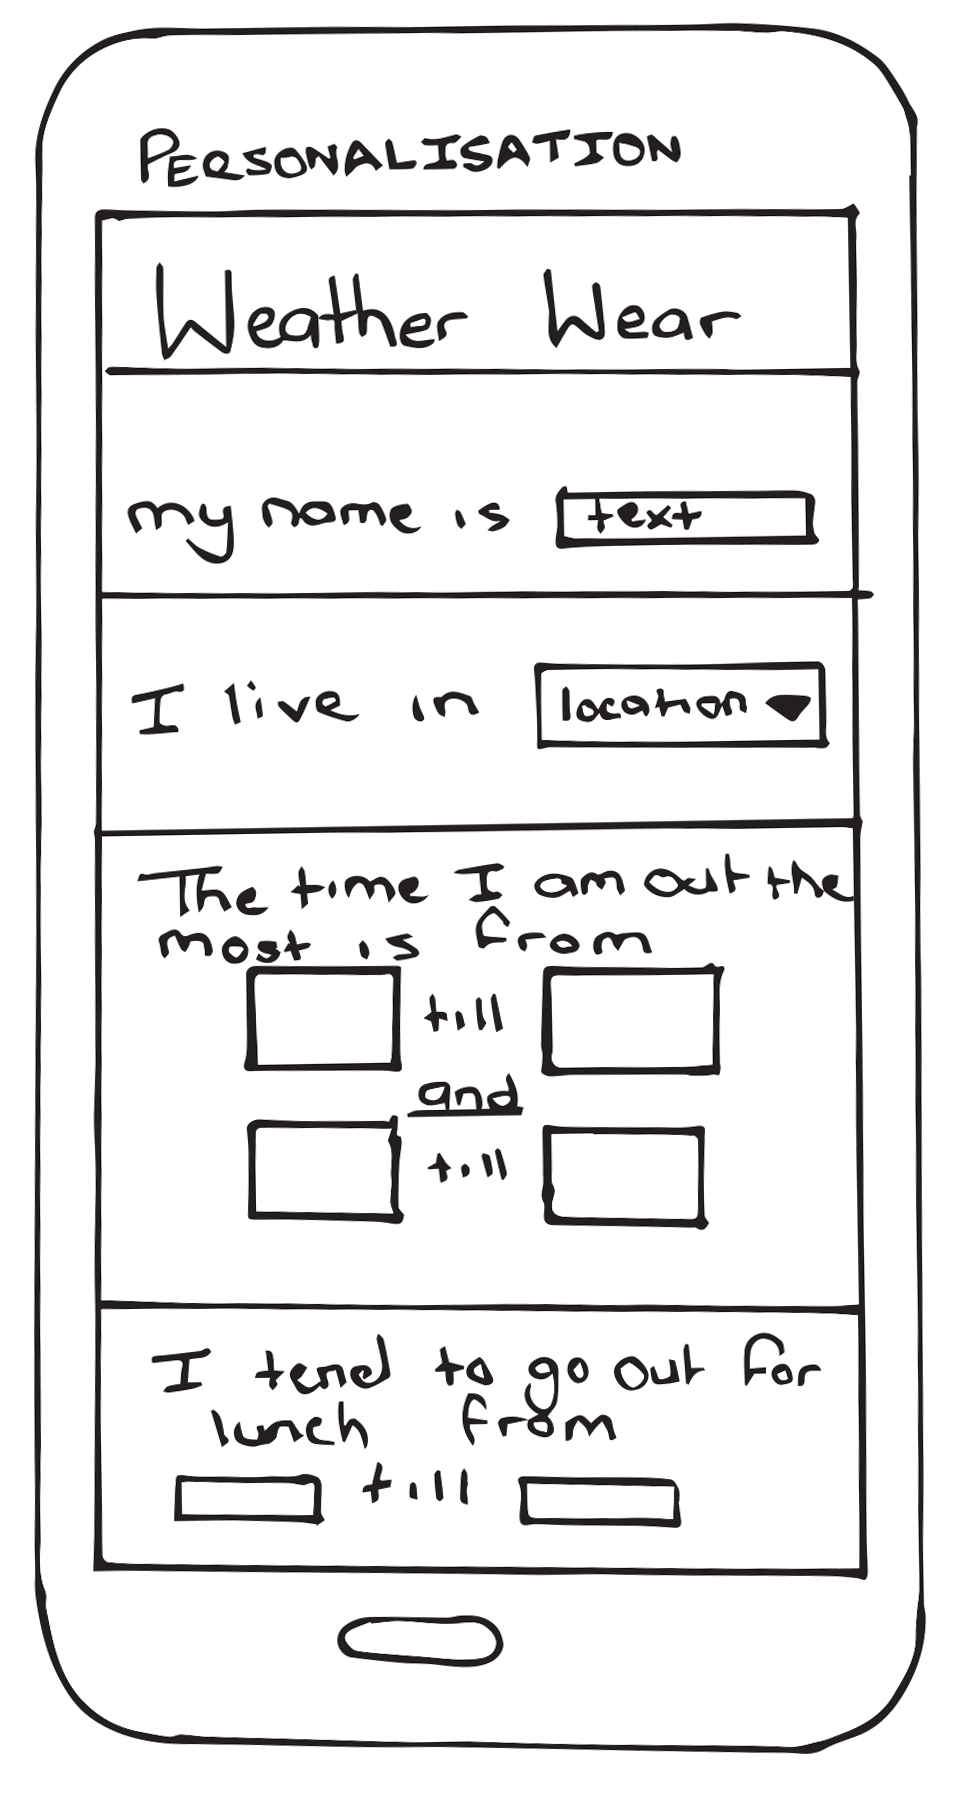 PERSONALISATION
Weather Wear
my name is text
I live in location
The time I am out the
most is from
till
and
till
I tend to go out for
lunch from
till